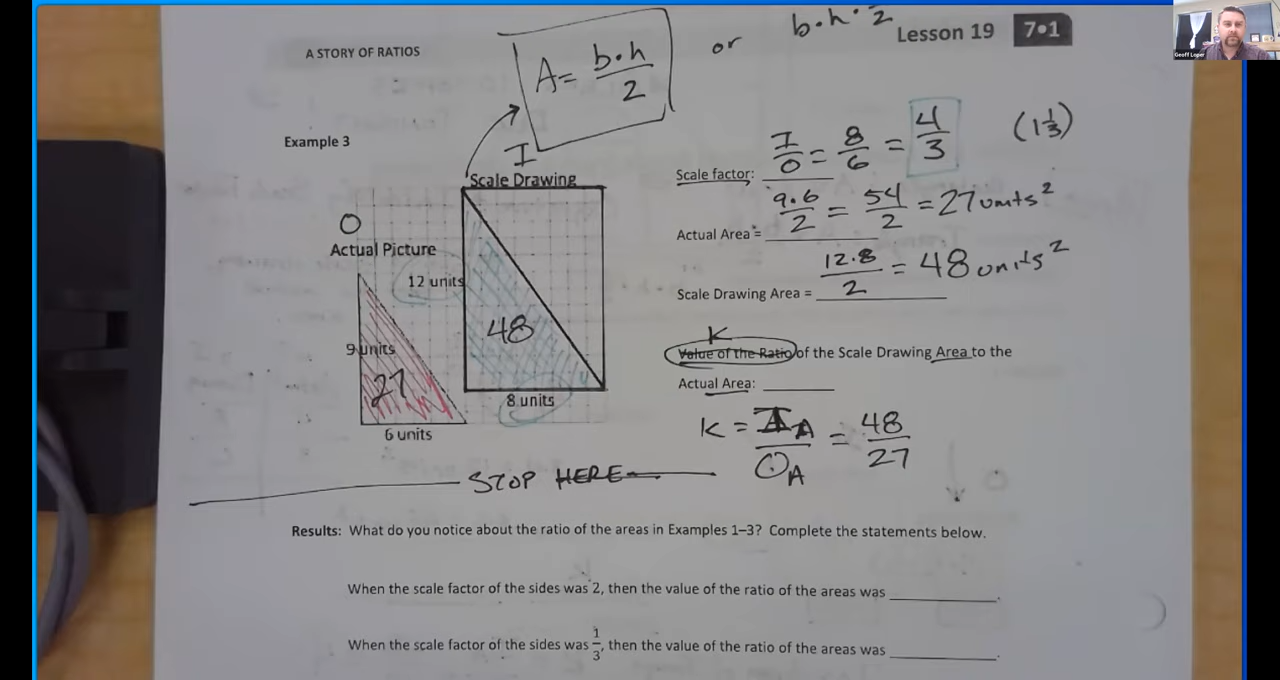 A STORY OF RATIOS
A = b·h/2
or
b·h·2
Lesson 19 7•1
Geoff Loper
Example 3
I
Scale Drawing
O
Actual Picture
12 units
9 units
27
48
8 units
6 units
Scale factor: I/O = 8/6 = 4/3 (1 1/3)
Actual Area = 9·6/2 = 54/2 = 27 units²
Scale Drawing Area = 12·8/2 = 48 units²
K
Value of the Ratio of the Scale Drawing Area to the
Actual Area: ________
K = I_A/O_A = 48/27
STOP HERE
Results: What do you notice about the ratio of the areas in Examples 1–3? Complete the statements below.
When the scale factor of the sides was 2, then the value of the ratio of the areas was ____________.
When the scale factor of the sides was 1/3, then the value of the ratio of the areas was ____________.